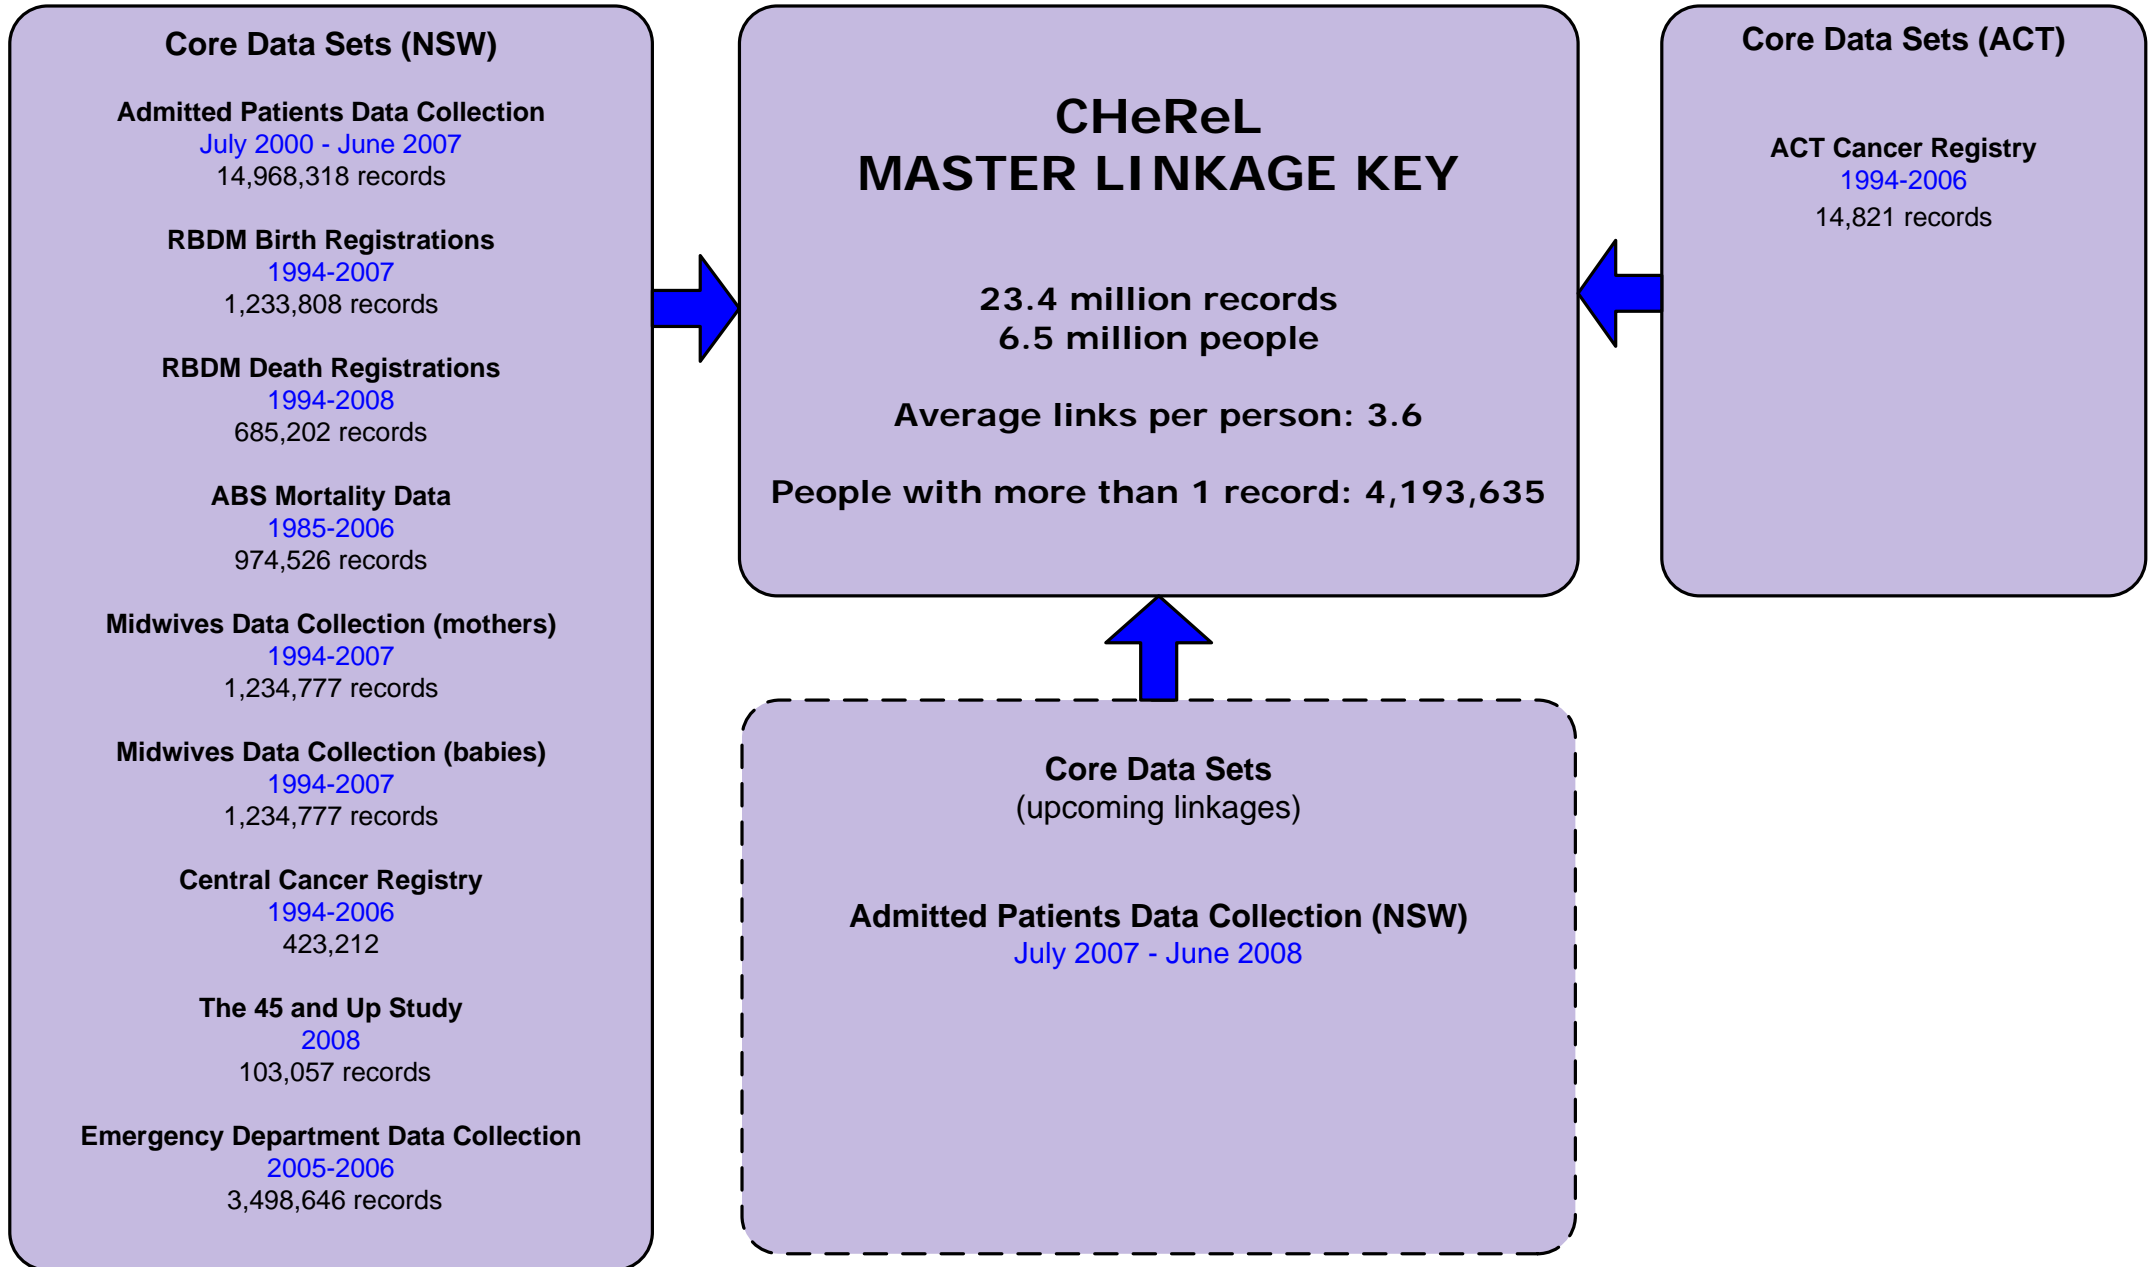 Core Data Sets (NSW)
Admitted Patients Data Collection
July 2000 - June 2007
14,968,318 records
RBDM Birth Registrations
1994-2007
1,233,808 records
RBDM Death Registrations
1994-2008
685,202 records
ABS Mortality Data
1985-2006
974,526 records
Midwives Data Collection (mothers)
1994-2007
1,234,777 records
Midwives Data Collection (babies)
1994-2007
1,234,777 records
Central Cancer Registry
1994-2006
423,212
The 45 and Up Study
2008
103,057 records
Emergency Department Data Collection
2005-2006
3,498,646 records
CHeReL
MASTER LINKAGE KEY
23.4 million records
6.5 million people
Average links per person: 3.6
People with more than 1 record: 4,193,635
Core Data Sets
(upcoming linkages)
Admitted Patients Data Collection (NSW)
July 2007 - June 2008
Core Data Sets (ACT)
ACT Cancer Registry
1994-2006
14,821 records